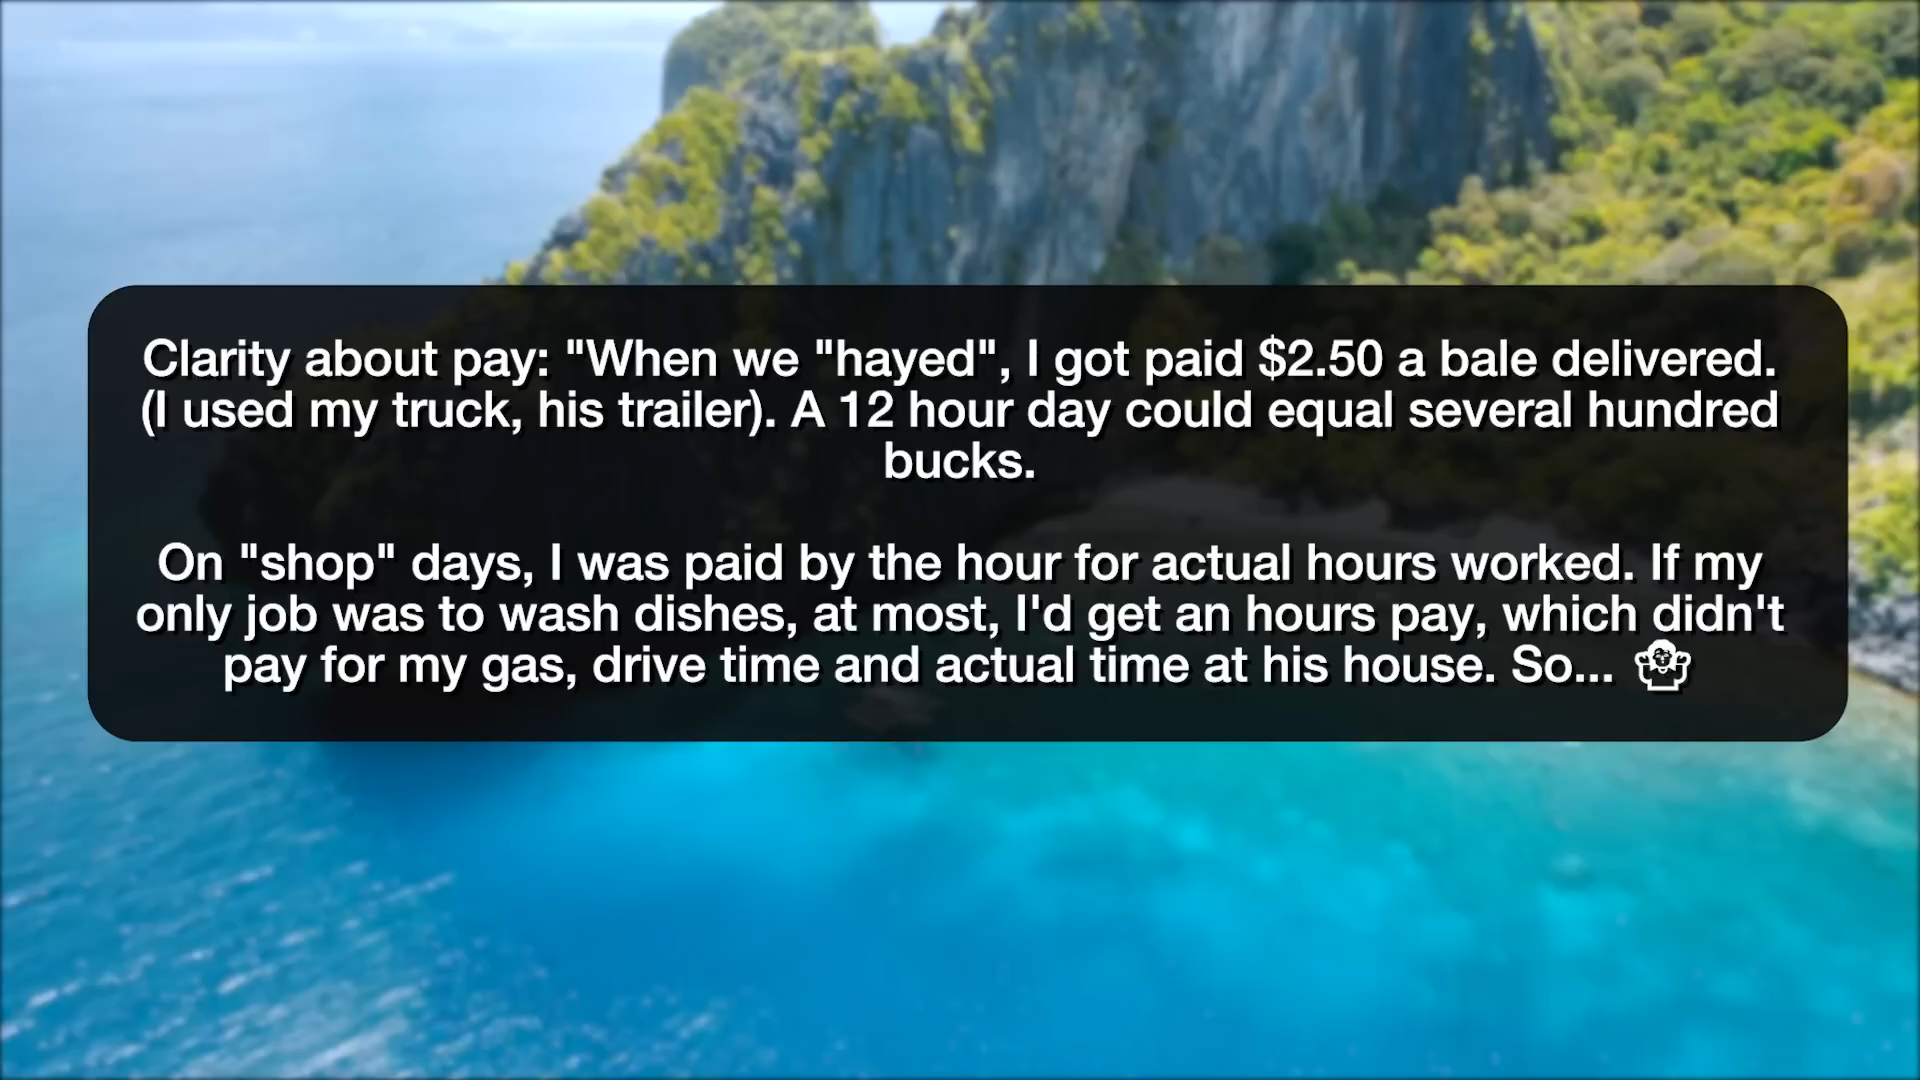 Clarity about pay: "When we "hayed", I got paid $2.50 a bale delivered.
(I used my truck, his trailer). A 12 hour day could equal several hundred
bucks.
On "shop" days, I was paid by the hour for actual hours worked. If my
only job was to wash dishes, at most, I'd get an hours pay, which didn't
pay for my gas, drive time and actual time at his house. So... 🤷